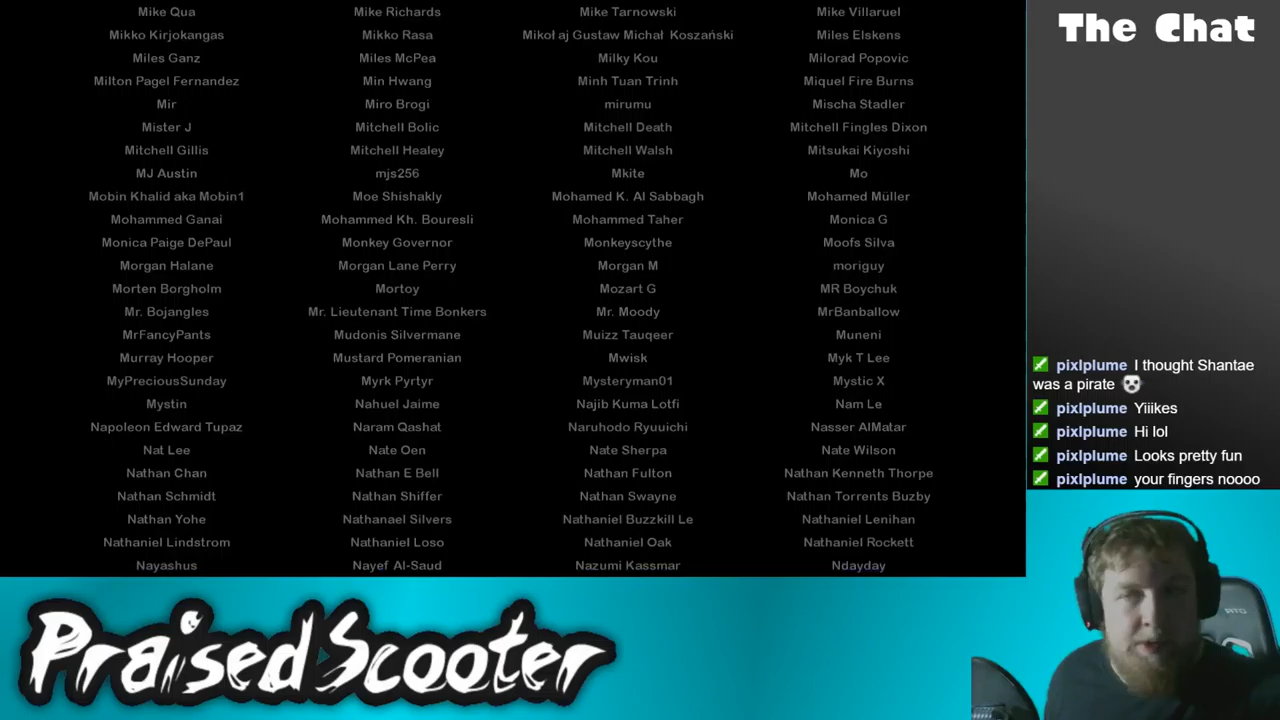 Mike Qua Mike Richards Mike Tarnowski Mike Villaruel
Mikko Kirjokangas Mikko Rasa Mikoł aj Gustaw Michał Koszański Miles Elskens
Miles Ganz Miles McPea Milky Kou Milorad Popovic
Milton Pagel Fernandez Min Hwang Minh Tuan Trinh Miquel Fire Burns
Mir Miro Brogi mirumu Mischa Stadler
Mister J Mitchell Bolic Mitchell Death Mitchell Fingles Dixon
Mitchell Gillis Mitchell Healey Mitchell Walsh Mitsukai Kiyoshi
MJ Austin mjs256 Mkite Mo
Mobin Khalid aka Mobin1 Moe Shishakly Mohamed K. Al Sabbagh Mohamed Müller
Mohammed Ganai Mohammed Kh. Bouresli Mohammed Taher Monica G
Monica Paige DePaul Monkey Governor Monkeyscythe Moofs Silva
Morgan Halane Morgan Lane Perry Morgan M moriguy
Morten Borgholm Mortoy Mozart G MR Boychuk
Mr. Bojangles Mr. Lieutenant Time Bonkers Mr. Moody MrBanballow
MrFancyPants Mudonis Silvermane Muizz Tauqeer Muneni
Murray Hooper Mustard Pomeranian Mwisk Myk T Lee
MyPreciousSunday Myrk Pyrtyr Mysteryman01 Mystic X
Mystin Nahuel Jaime Najib Kuma Lotfi Nam Le
Napoleon Edward Tupaz Naram Qashat Naruhodo Ryuuichi Nasser AlMatar
Nat Lee Nate Oen Nate Sherpa Nate Wilson
Nathan Chan Nathan E Bell Nathan Fulton Nathan Kenneth Thorpe
Nathan Schmidt Nathan Shiffer Nathan Swayne Nathan Torrents Buzby
Nathan Yohe Nathanael Silvers Nathaniel Buzzkill Le Nathaniel Lenihan
Nathaniel Lindstrom Nathaniel Loso Nathaniel Oak Nathaniel Rockett
Nayashus Nayef Al-Saud Nazumi Kassmar Ndayday
The Chat
pixlplume I thought Shantae
was a pirate
pixlplume Yiiikes
pixlplume Hi lol
pixlplume Looks pretty fun
pixlplume your fingers noooo
PraisedScooter
RTD